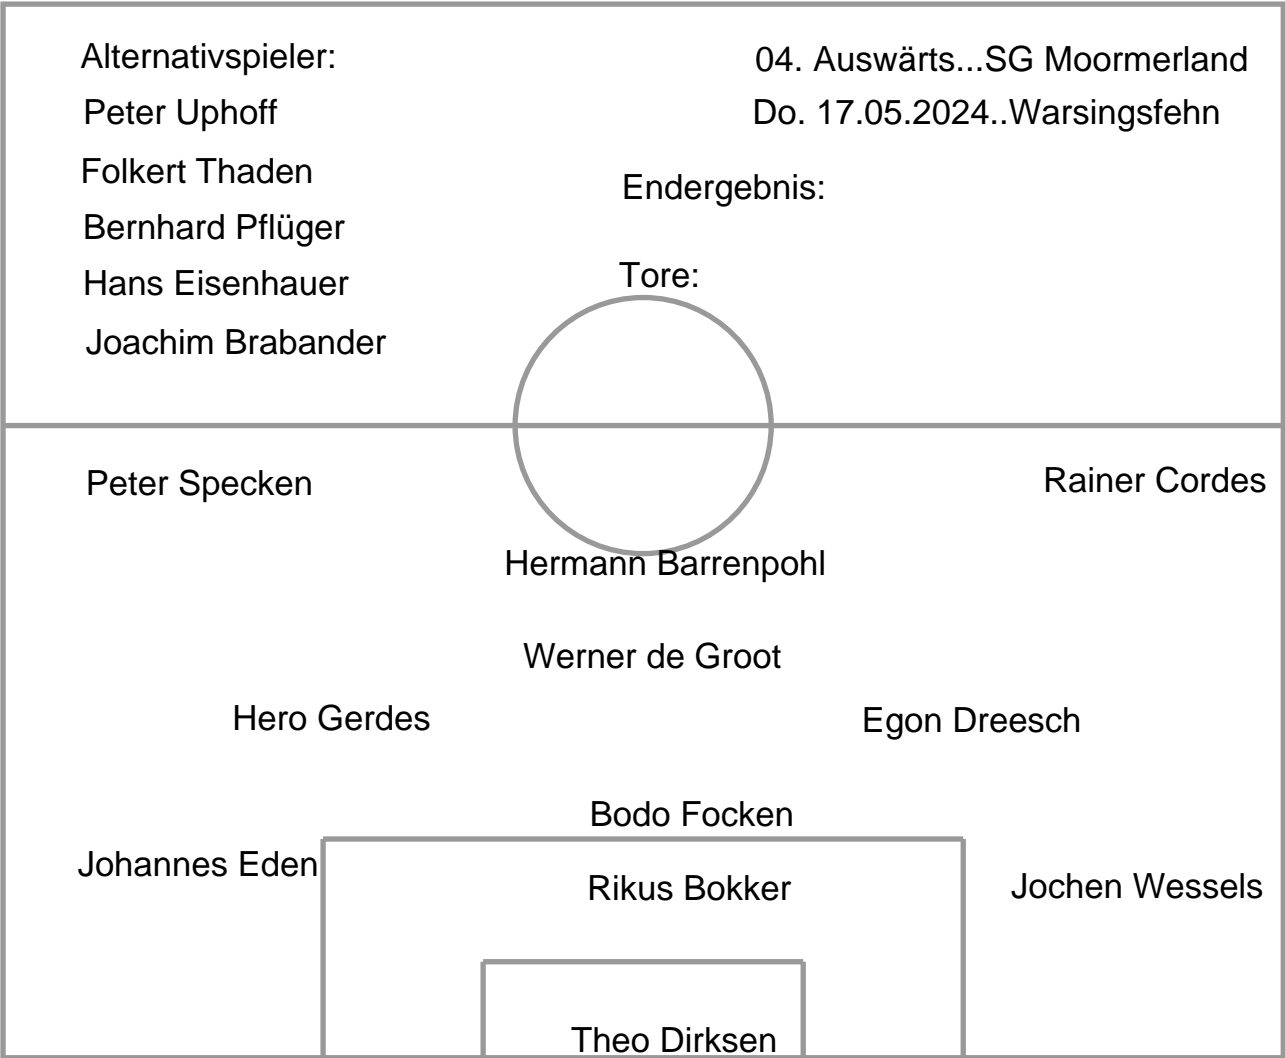 Alternativspieler:
Peter Uphoff
Folkert Thaden
Bernhard Pflüger
Hans Eisenhauer
Joachim Brabander
04. Auswärts...SG Moormerland
Do. 17.05.2024..Warsingsfehn
Endergebnis:
Tore:
Peter Specken
Rainer Cordes
Hermann Barrenpohl
Werner de Groot
Hero Gerdes
Egon Dreesch
Bodo Focken
Johannes Eden
Rikus Bokker
Jochen Wessels
Theo Dirksen